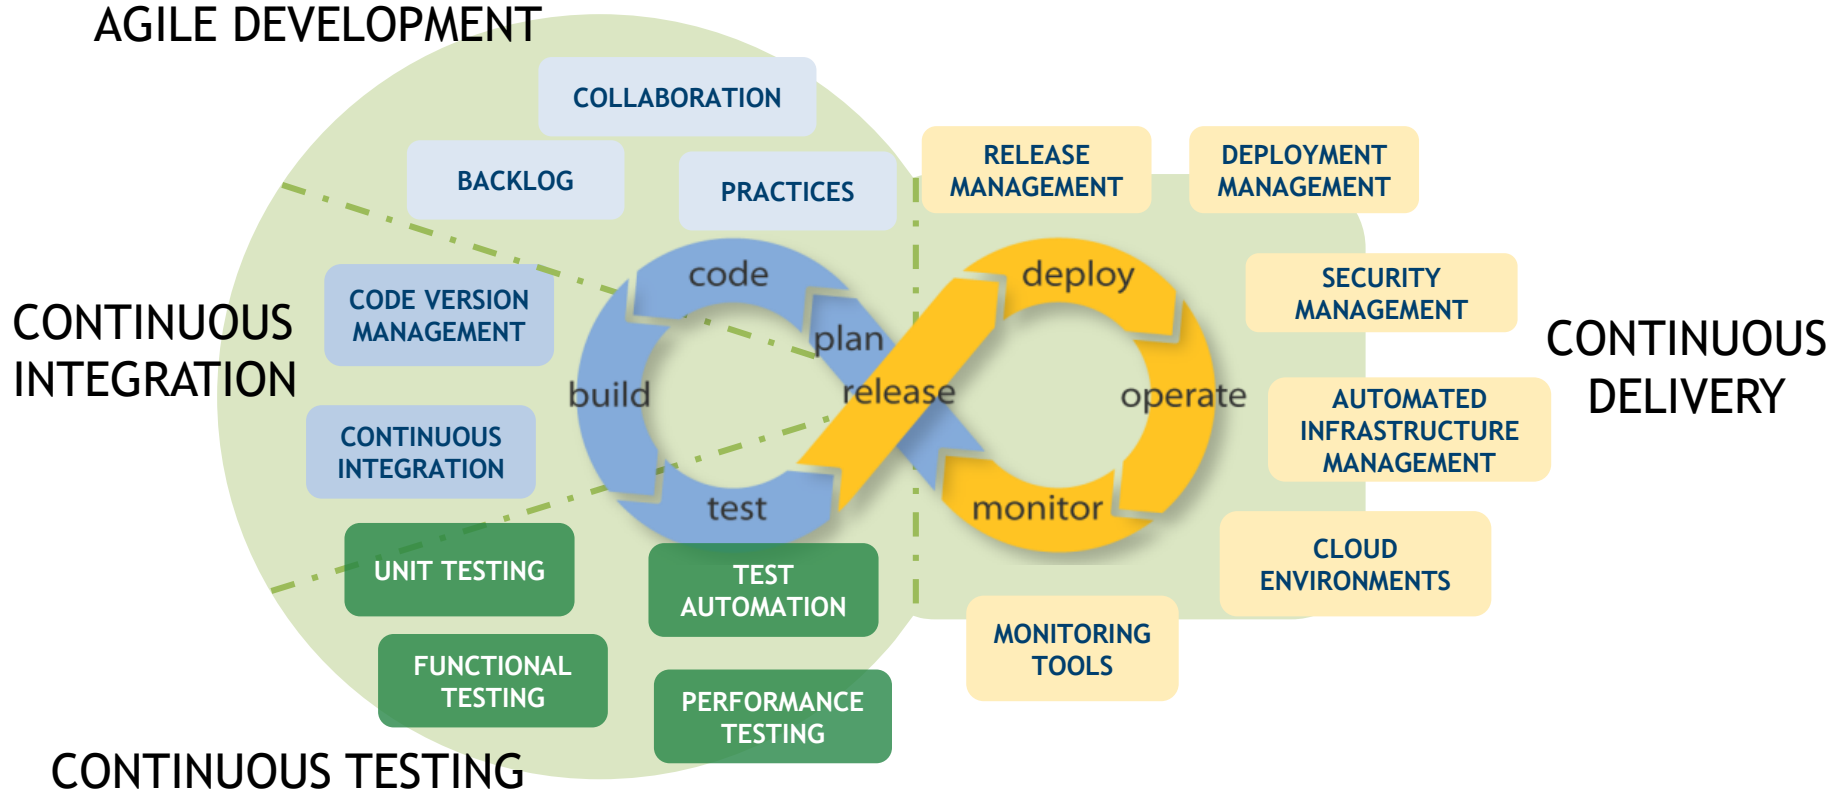 AGILE DEVELOPMENT
COLLABORATION
BACKLOG
PRACTICES
RELEASE
MANAGEMENT
DEPLOYMENT
MANAGEMENT
CODE VERSION
MANAGEMENT
CONTINUOUS
INTEGRATION
CONTINUOUS
INTEGRATION
code
plan
build
release
test
deploy
operate
monitor
SECURITY
MANAGEMENT
CONTINUOUS
DELIVERY
AUTOMATED
INFRASTRUCTURE
MANAGEMENT
CLOUD
ENVIRONMENTS
MONITORING
TOOLS
UNIT TESTING
TEST
AUTOMATION
FUNCTIONAL
TESTING
PERFORMANCE
TESTING
CONTINUOUS TESTING